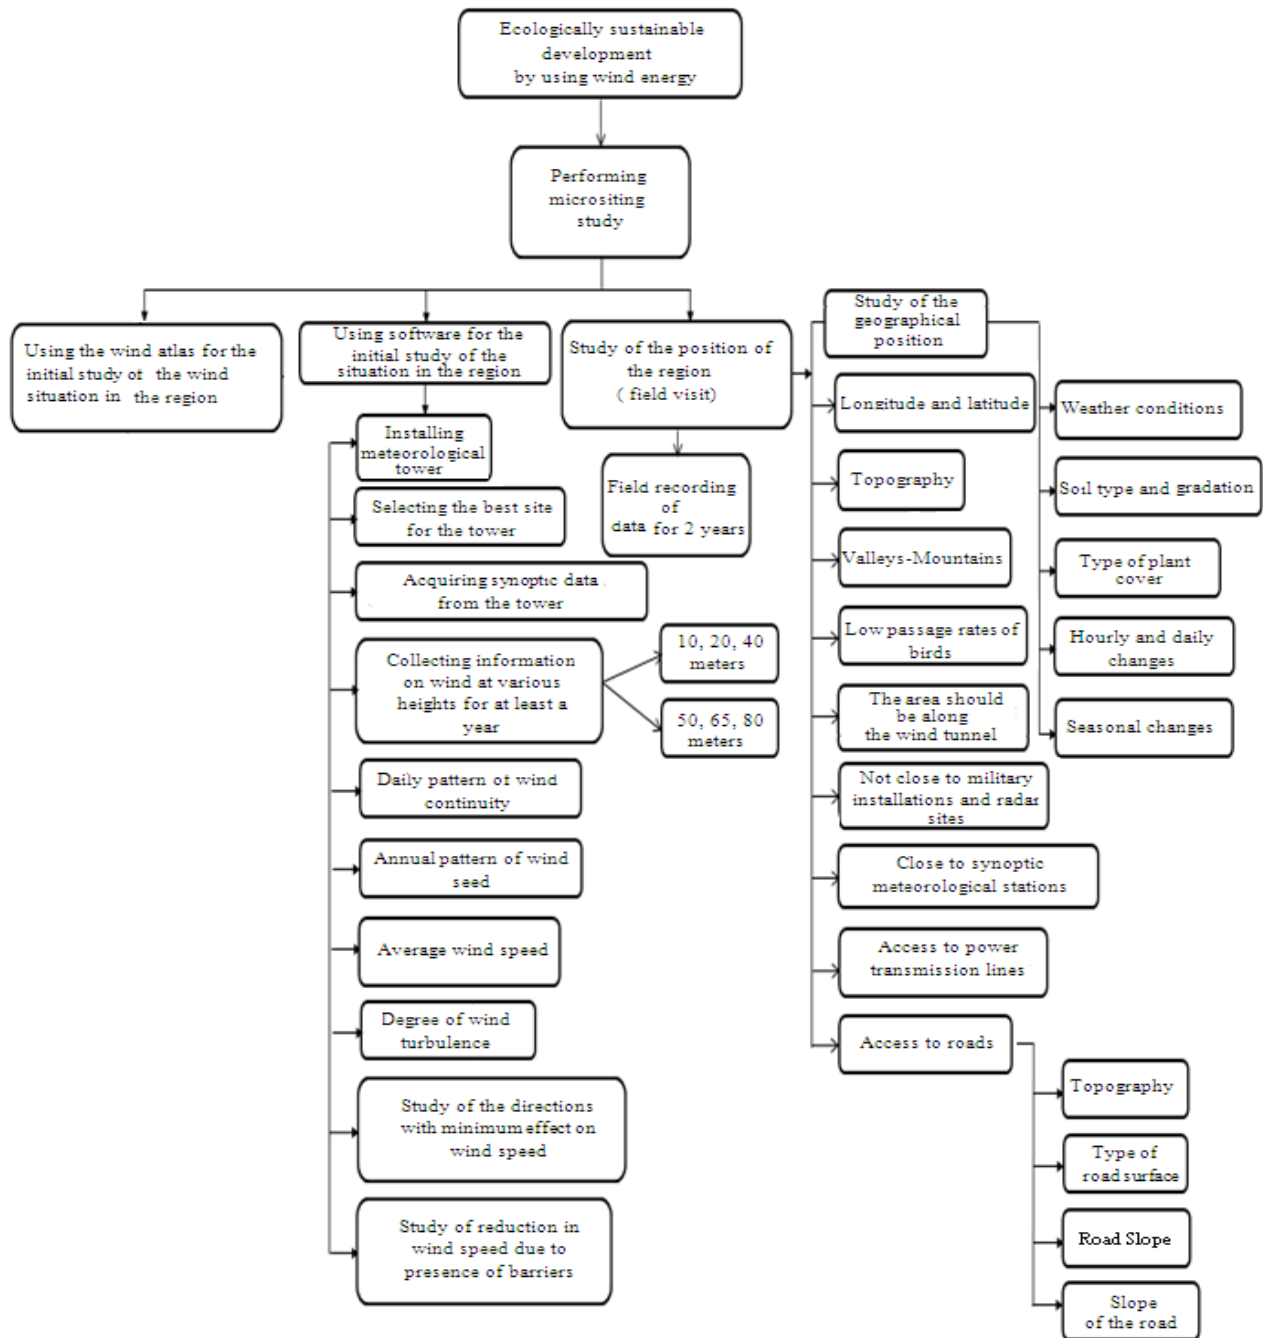 Ecologically sustainable
development
by using wind energy
Performing
micrositing
study
Using the wind atlas for the
initial study of the wind
situation in the region
Using software for the
initial study of the
situation in the region
Study of the position of
the region
( field visit)
Study of the
geographical
position
Installing
meteorological
tower
Selecting the best site
for the tower
Acquiring synoptic data
from the tower
Collecting information
on wind at various
heights for at least a
year
10, 20, 40
meters
50, 65, 80
meters
Daily pattern of wind
continuity
Annual pattern of wind
seed
Average wind speed
Degree of wind
turbulence
Study of the directions
with minimum effect on
wind speed
Study of reduction in
wind speed due to
presence of barriers
Field recording
of
data for 2 years
Longitude and latitude
Topography
Valleys-Mountains
Low passage rates of
birds
The area should
be along
the wind tunnel
Not close to military
installations and radar
sites
Close to synoptic
meteorological stations
Access to power
transmission lines
Access to roads
Weather conditions
Soil type and gradation
Type of plant
cover
Hourly and daily
changes
Seasonal changes
Topography
Type of
road surface
Road Slope
Slope
of the road